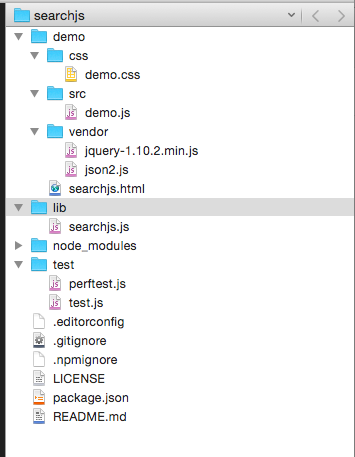 searchjs
demo
css
demo.css
src
demo.js
vendor
jquery-1.10.2.min.js
json2.js
searchjs.html
lib
searchjs.js
node_modules
test
perftest.js
test.js
.editorconfig
.gitignore
.npmignore
LICENSE
package.json
README.md